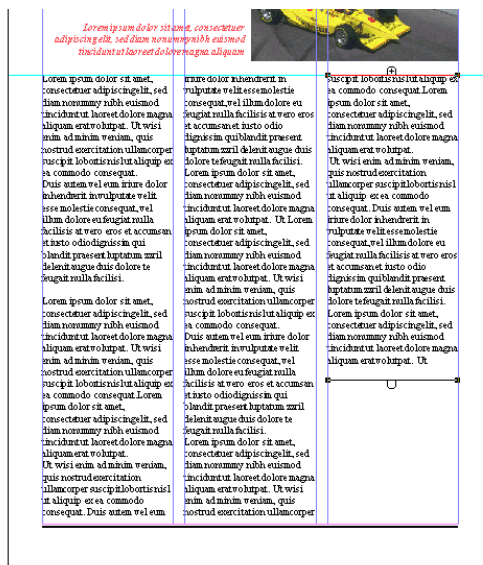 Lorem ipsum dolor sit amet, consectetuer
adipiscing elit, sed diam nonummy nibh euismod
tincidunt ut laoreet dolore magna aliquam
Lorem ipsum dolor sit amet,
consectetuer adipiscing elit, sed
diam nonummy nibh euismod
tincidunt ut laoreet dolore magna
aliquam erat volutpat. Ut wisi
enim ad minim veniam, quis
nostrud exercitation ullamcorper
suscipit lobortis nisl ut aliquip ex
ea commodo consequat.
Duis autem vel eum iriure dolor
inhendrerit invulputate velit
esse molestie consequat, vel
illum dolore eu feugiat nulla
facilisis at vero eros et accumsan
et iusto odiodignissim qui
blandit praesent luptatum zzril
delenit augue duis dolore te
feugait nulla facilisi.
Lorem ipsum dolor sit amet,
consectetuer adipiscing elit, sed
diam nonummy nibh euismod
tincidunt ut laoreet dolore magna
aliquam erat volutpat. Ut wisi
enim ad minim veniam, quis
nostrud exercitation ullamcorper
suscipit lobortis nisl ut aliquip ex
ea commodo consequat. Lorem
ipsum dolor sit amet,
consectetuer adipiscing elit, sed
diam nonummy nibh euismod
tincidunt ut laoreet dolore magna
aliquam erat volutpat.
Ut wisi enim ad minim veniam,
quis nostrud exercitation
ullamcorper suscipit lobortis nisl
ut aliquip ex ea commodo
consequat. Duis autem vel eum
iriure dolor inhendrerit in
vulputate velit esse molestie
consequat, vel illum dolore eu
feugiat nulla facilisis at vero eros
et accumsan et iusto odio
dignissim qui blandit praesent
luptatum zzril delenit augue duis
dolore te feugait nulla facilisi.
Lorem ipsum dolor sit amet,
consectetuer adipiscing elit, sed
diam nonummy nibh euismod
tincidunt ut laoreet dolore magna
aliquam erat volutpat. Ut Lorem
ipsum dolor sit amet,
consectetuer adipiscing elit, sed
diam nonummy nibh euismod
tincidunt ut laoreet dolore magna
aliquam erat volutpat. Ut wisi
enim ad minim veniam, quis
nostrud exercitation ullamcorper
suscipit lobortis nisl ut aliquip ex
ea commodo consequat.
Duis autem vel eum iriure dolor
inhendrerit invulputate velit
esse molestie consequat, vel
illum dolore eu feugiat nulla
facilisis at vero eros et accumsan
et iusto odiodignissim qui
blandit praesent luptatum zzril
delenit augue duis dolore te
feugait nulla facilisi.
Lorem ipsum dolor sit amet,
consectetuer adipiscing elit, sed
diam nonummy nibh euismod
tincidunt ut laoreet dolore magna
aliquam erat volutpat. Ut wisi
enim ad minim veniam, quis
nostrud exercitation ullamcorper
suscipit lobortis nisl ut aliquip ex
ea commodo consequat. Lorem
ipsum dolor sit amet,
consectetuer adipiscing elit, sed
diam nonummy nibh euismod
tincidunt ut laoreet dolore magna
aliquam erat volutpat.
Ut wisi enim ad minim veniam,
quis nostrud exercitation
ullamcorper suscipit lobortis nisl
ut aliquip ex ea commodo
consequat. Duis autem vel eum
iriure dolor inhendrerit in
vulputate velit esse molestie
consequat, vel illum dolore eu
feugiat nulla facilisis at vero eros
et accumsan et iusto odio
dignissim qui blandit praesent
luptatum zzril delenit augue duis
dolore te feugait nulla facilisi.
Lorem ipsum dolor sit amet,
consectetuer adipiscing elit, sed
diam nonummy nibh euismod
tincidunt ut laoreet dolore magna
aliquam erat volutpat. Ut